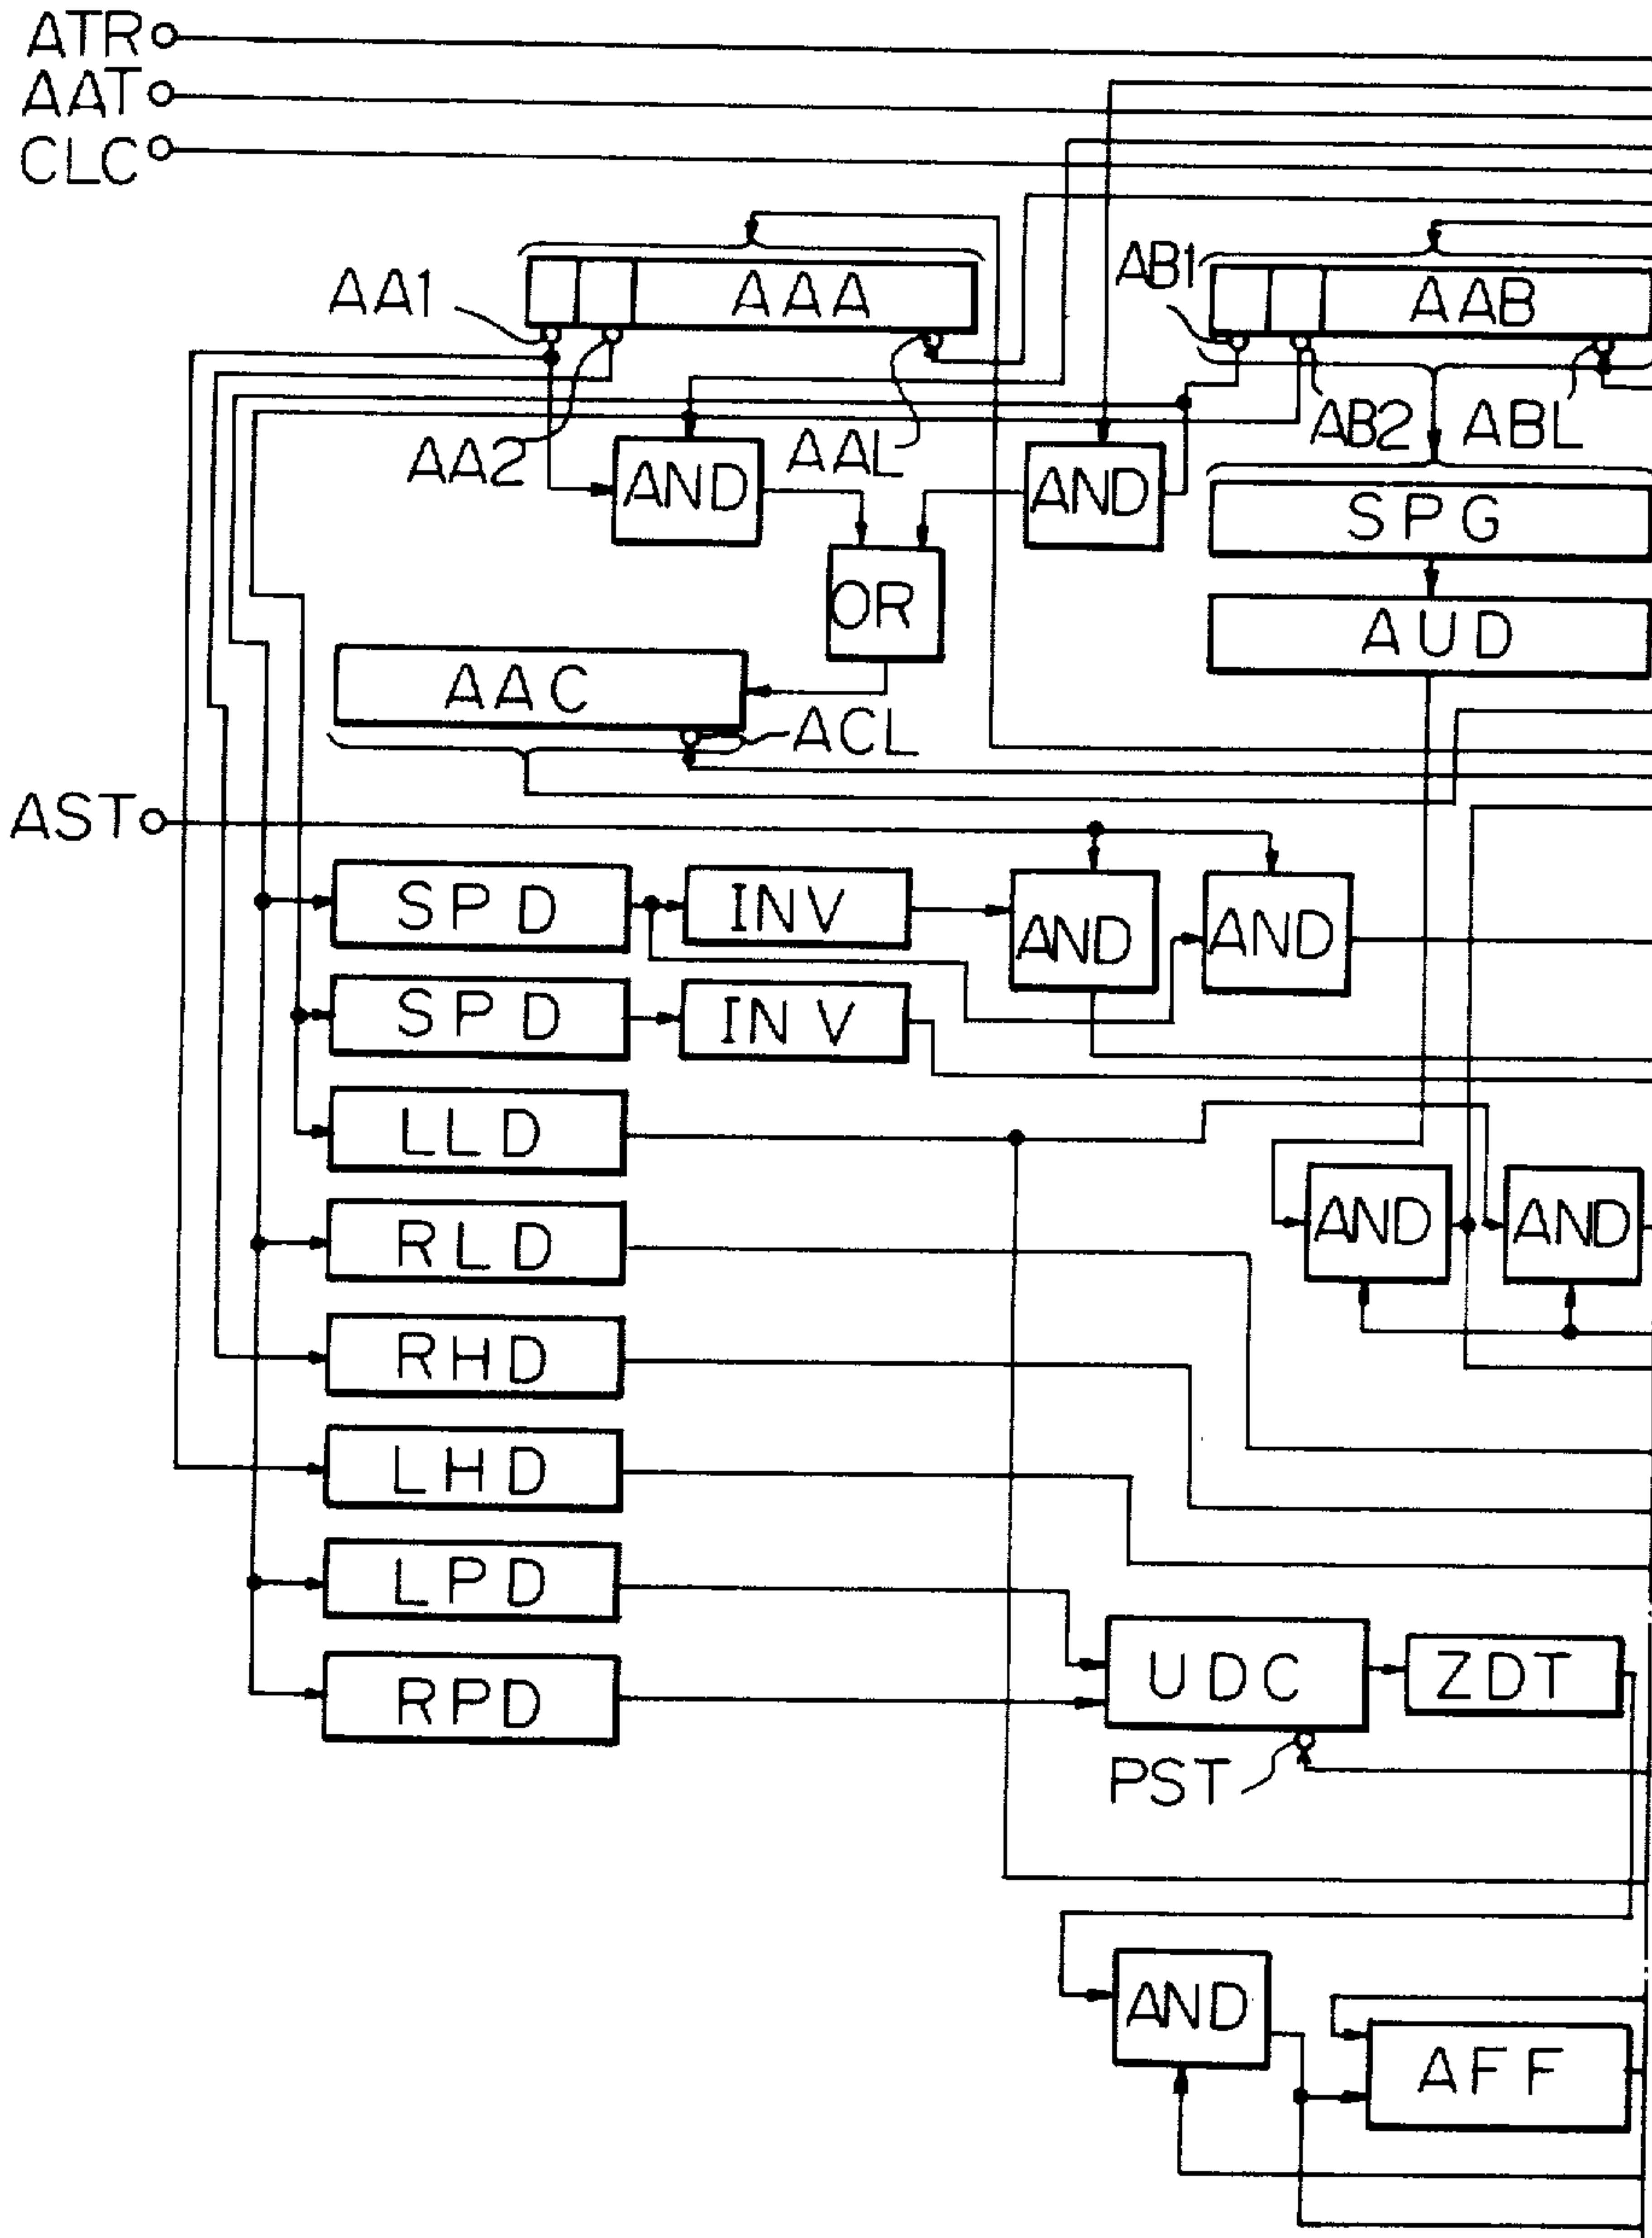 ATR
AAT
CLC
AA1
AAA
AB1
AAB
AA2
AAL
AB2
ABL
AND
AND
SPG
OR
AUD
AAC
ACL
AST
SPD
INV
AND
AND
SPD
INV
LLD
AND
AND
RLD
RHD
LHD
LPD
UDC
ZDT
RPD
PST
AND
AFF